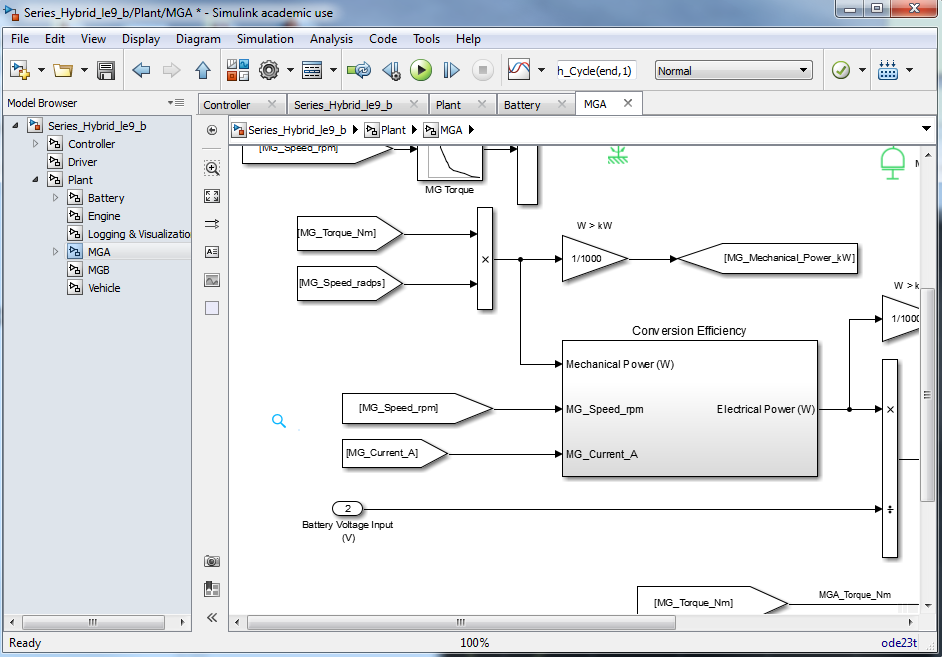 Series_Hybrid_le9_b/Plant/MGA * - Simulink academic use
File Edit View Display Diagram Simulation Analysis Code Tools Help
h_Cycle(end,1)
Normal
Model Browser
Controller
Series_Hybrid_le9_b
Plant
Battery
MGA
Series_Hybrid_le9_b
Controller
Driver
Plant
Battery
Engine
Logging & Visualizatio
MGA
MGB
Vehicle
Series_Hybrid_le9_b Plant MGA
[MG_Speed_rpm]
MG Torque
[MG_Torque_Nm]
[MG_Speed_radps]
×
W > kW
1/1000
[MG_Mechanical_Power_kW]
W > k
1/1000
Conversion Efficiency
Mechanical Power (W)
MG_Speed_rpm
MG_Current_A
Electrical Power (W)
[MG_Speed_rpm]
[MG_Current_A]
×
÷
2
Battery Voltage Input
(V)
[MG_Torque_Nm]
MGA_Torque_Nm
Ready
100%
ode23t